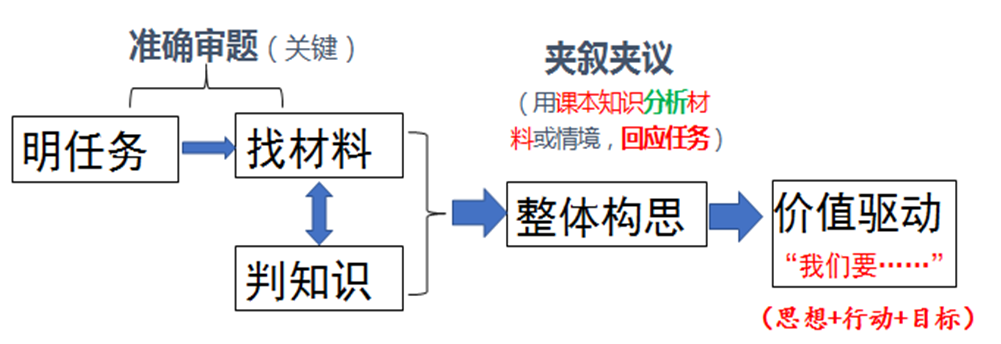 准确审题（关键）
明任务
找材料
判知识
夹叙夹议
（用课本知识分析材
料或情境，回应任务）
整体构思
价值驱动
“我们要……”
（思想+行动+目标）